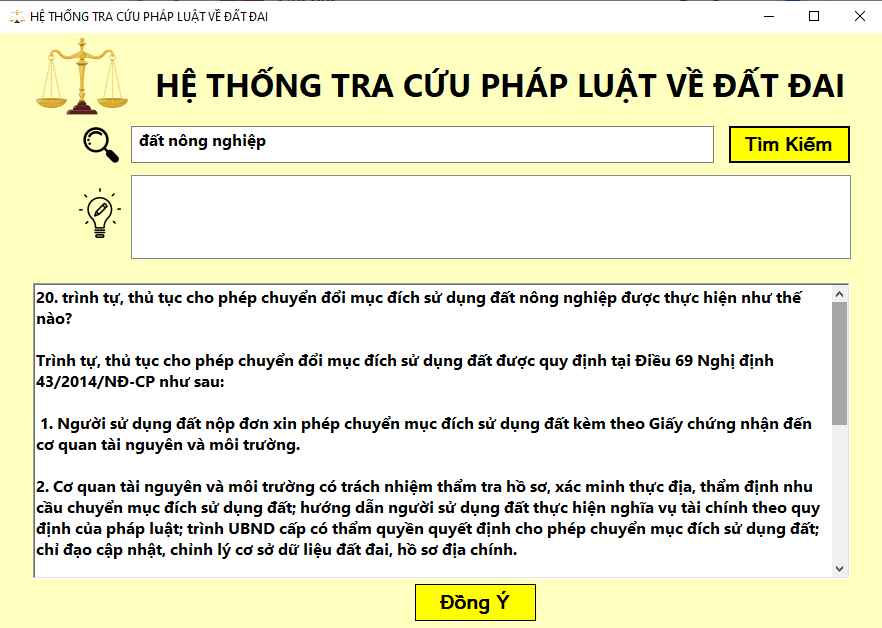 HỆ THỐNG TRA CỨU PHÁP LUẬT VỀ ĐẤT ĐAI
HỆ THỐNG TRA CỨU PHÁP LUẬT VỀ ĐẤT ĐAI
đất nông nghiệp
Tìm Kiếm
20. trình tự, thủ tục cho phép chuyển đổi mục đích sử dụng đất nông nghiệp được thực hiện như thế
nào?
Trình tự, thủ tục cho phép chuyển đổi mục đích sử dụng đất được quy định tại Điều 69 Nghị định
43/2014/NĐ-CP như sau:
1. Người sử dụng đất nộp đơn xin phép chuyển mục đích sử dụng đất kèm theo Giấy chứng nhận đến
cơ quan tài nguyên và môi trường.
2. Cơ quan tài nguyên và môi trường có trách nhiệm thẩm tra hồ sơ, xác minh thực địa, thẩm định nhu
cầu chuyển mục đích sử dụng đất; hướng dẫn người sử dụng đất thực hiện nghĩa vụ tài chính theo quy
định của pháp luật; trình UBND cấp có thẩm quyền quyết định cho phép chuyển mục đích sử dụng đất;
chỉ đạo cập nhật, chỉnh lý cơ sở dữ liệu đất đai, hồ sơ địa chính.
Đồng Ý